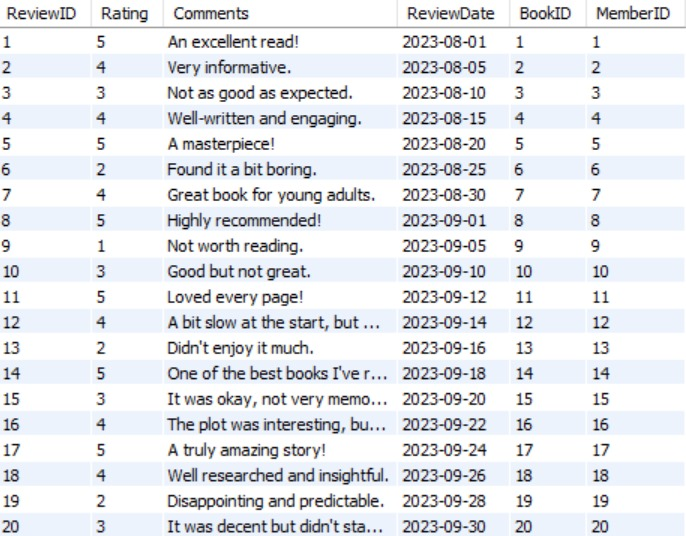 ReviewID Rating Comments ReviewDate BookID MemberID
1 5 An excellent read! 2023-08-01 1 1
2 4 Very informative. 2023-08-05 2 2
3 3 Not as good as expected. 2023-08-10 3 3
4 4 Well-written and engaging. 2023-08-15 4 4
5 5 A masterpiece! 2023-08-20 5 5
6 2 Found it a bit boring. 2023-08-25 6 6
7 4 Great book for young adults. 2023-08-30 7 7
8 5 Highly recommended! 2023-09-01 8 8
9 1 Not worth reading. 2023-09-05 9 9
10 3 Good but not great. 2023-09-10 10 10
11 5 Loved every page! 2023-09-12 11 11
12 4 A bit slow at the start, but ... 2023-09-14 12 12
13 2 Didn't enjoy it much. 2023-09-16 13 13
14 5 One of the best books I've r... 2023-09-18 14 14
15 3 It was okay, not very memo... 2023-09-20 15 15
16 4 The plot was interesting, bu... 2023-09-22 16 16
17 5 A truly amazing story! 2023-09-24 17 17
18 4 Well researched and insightful. 2023-09-26 18 18
19 2 Disappointing and predictable. 2023-09-28 19 19
20 3 It was decent but didn't sta... 2023-09-30 20 20